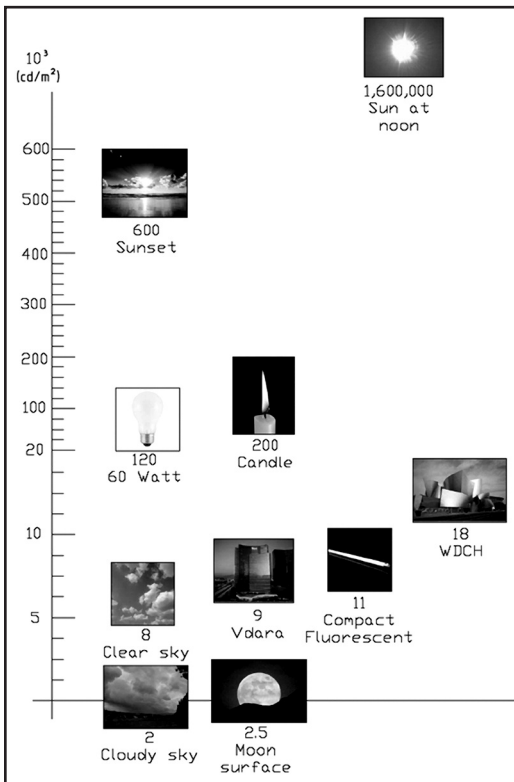 10³
(cd/m²)
1,600,000
Sun at
noon
600
500
400
300
200
100
20
10
5
600
Sunset
200
Candle
120
60 Watt
18
WDCH
11
Compact
Fluorescent
9
Vdara
8
Clear sky
2.5
Moon
surface
2
Cloudy sky